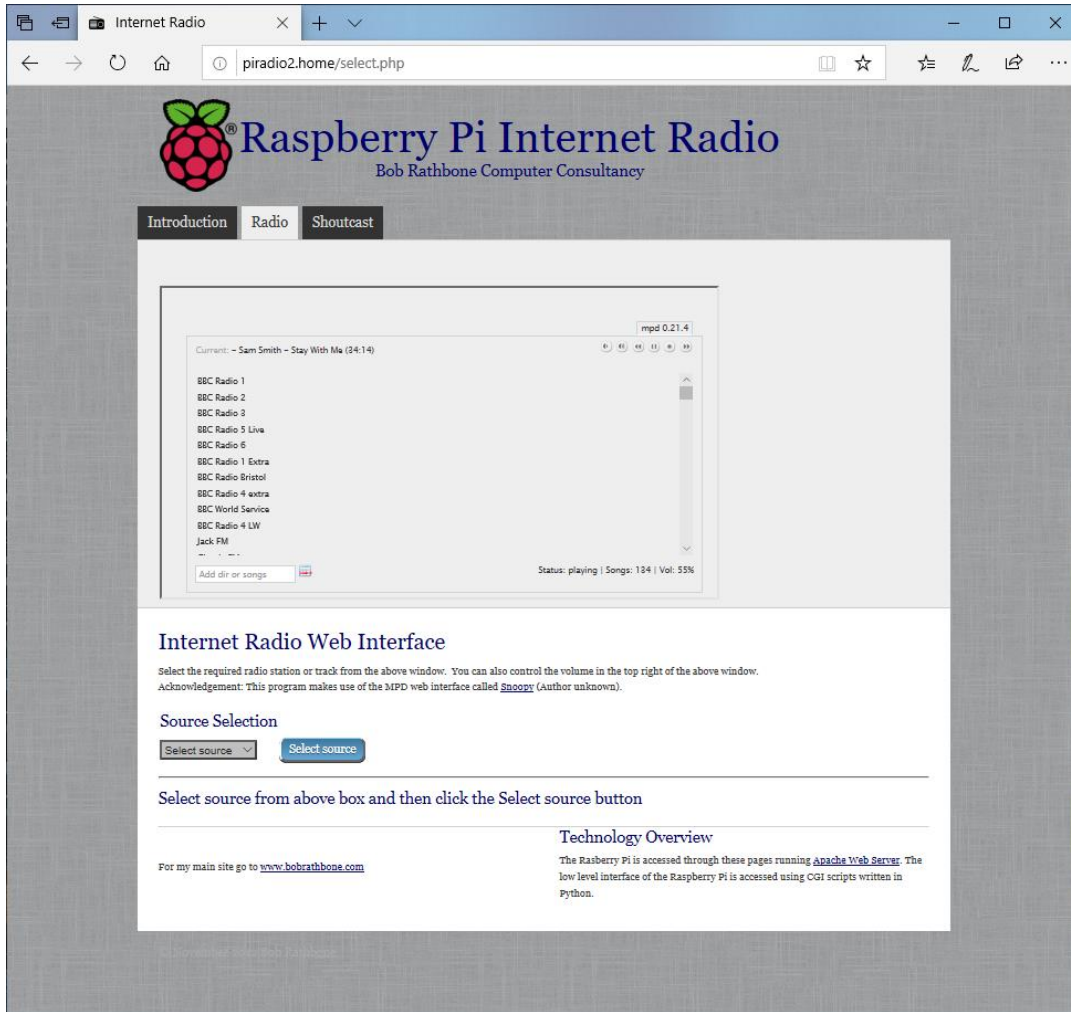 Internet Radio
piradio2.home/select.php
®
Raspberry Pi Internet Radio
Bob Rathbone Computer Consultancy
Introduction Radio Shoutcast
mpd 0.21.4
Current: – Sam Smith – Stay With Me (34:14)
BBC Radio 1
BBC Radio 2
BBC Radio 3
BBC Radio 5 Live
BBC Radio 6
BBC Radio 1 Extra
BBC Radio Bristol
BBC Radio 4 extra
BBC World Service
BBC Radio 4 LW
Jack FM
Add dir or songs
Status: playing | Songs: 184 | Vol: 55%
Internet Radio Web Interface
Select the required radio station or track from the above window. You can also control the volume in the top right of the above window.
Acknowledgement: This program makes use of the MPD web interface called Snoopy (Author unknown).
Source Selection
Select source Select source
Select source from above box and then click the Select source button
Technology Overview
For my main site go to www.bobrathbone.com
The Rasberry Pi is accessed through these pages running Apache Web Server. The
low level interface of the Raspberry Pi is accessed using CGI scripts written in
Python.